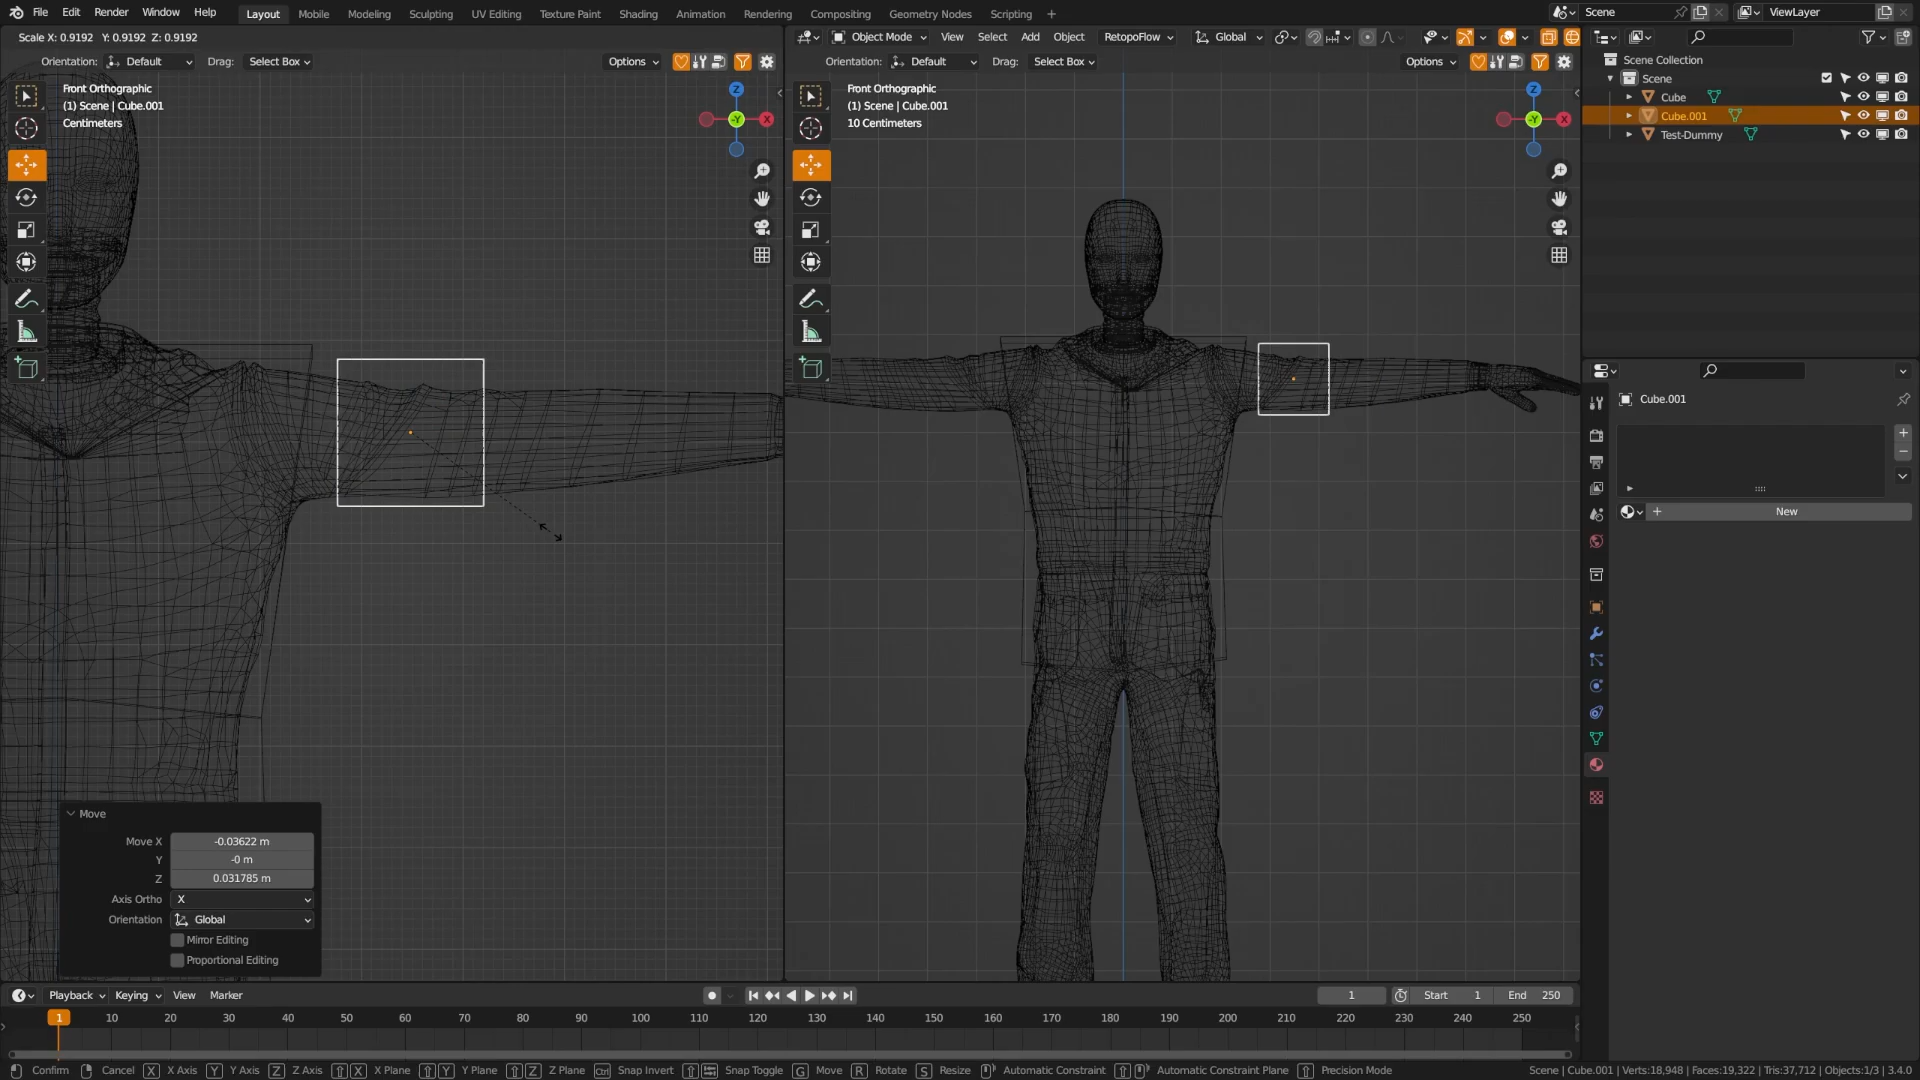 File Edit Render Window Help Layout Mobile Modeling Sculpting UV Editing Texture Paint Shading Animation Rendering Compositing Geometry Nodes Scripting + Scene ViewLayer
Scale X: 0.9192 Y: 0.9192 Z: 0.9192
Object Mode View Select Add Object RetopoFlow Global
Orientation: Default Drag: Select Box Options
Orientation: Default Drag: Select Box Options
Front Orthographic
(1) Scene | Cube.001
Centimeters
Front Orthographic
(1) Scene | Cube.001
10 Centimeters
Z
-Y
X
Z
-Y
X
Scene Collection
Scene
Cube
Cube.001
Test-Dummy
Cube.001
New
Move
Move X -0.03622 m
Y -0 m
Z 0.031785 m
Axis Ortho X
Orientation Global
Mirror Editing
Proportional Editing
Playback Keying View Marker 1 Start 1 End 250
1 10 20 30 40 50 60 70 80 90 100 110 120 130 140 150 160 170 180 190 200 210 220 230 240 250
Confirm Cancel X X Axis Y Y Axis Z Z Axis X X Plane Y Y Plane Z Z Plane Ctrl Snap Invert Snap Toggle G Move R Rotate S Resize Automatic Constraint Automatic Constraint Plane Precision Mode Scene | Cube.001 | Verts:18,948 | Faces:19,322 | Tris:37,712 | Objects:1/3 | 3.4.0